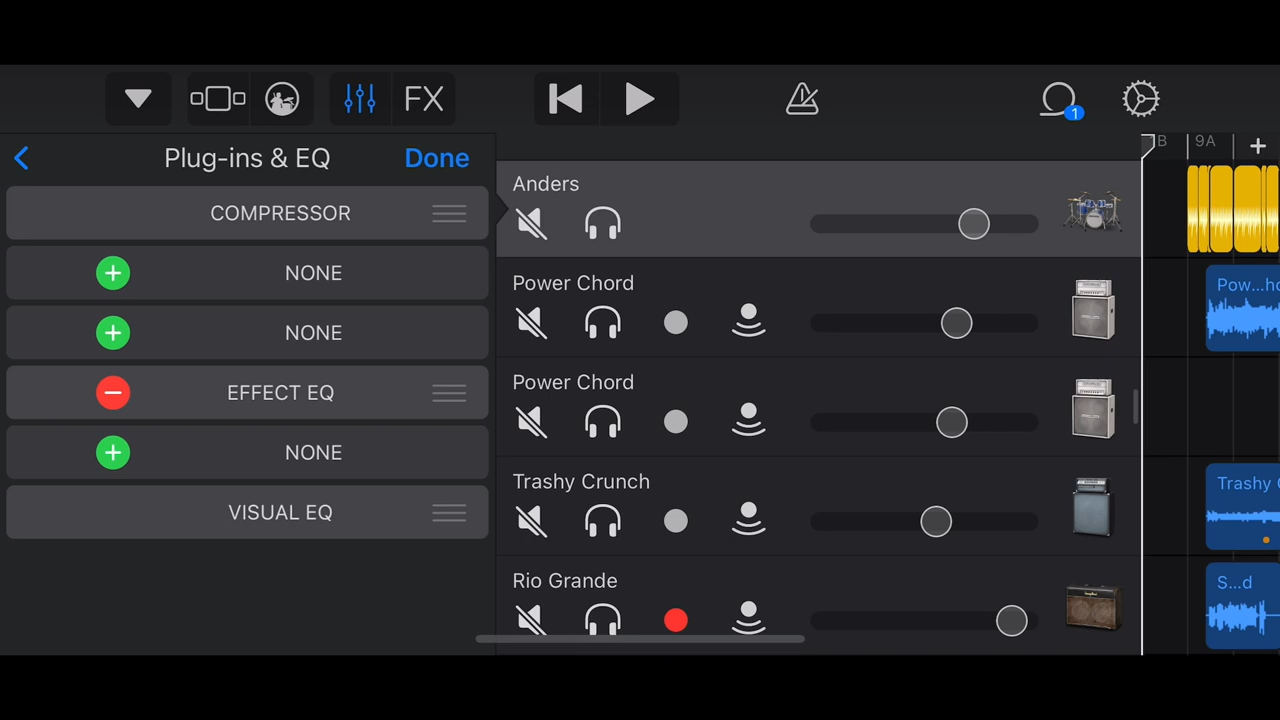 FX
1
Plug-ins & EQ
Done
COMPRESSOR
NONE
NONE
EFFECT EQ
NONE
VISUAL EQ
Anders
Power Chord
Power Chord
Trashy Crunch
Rio Grande
B
9A
Pow...ho
Trashy
S...d